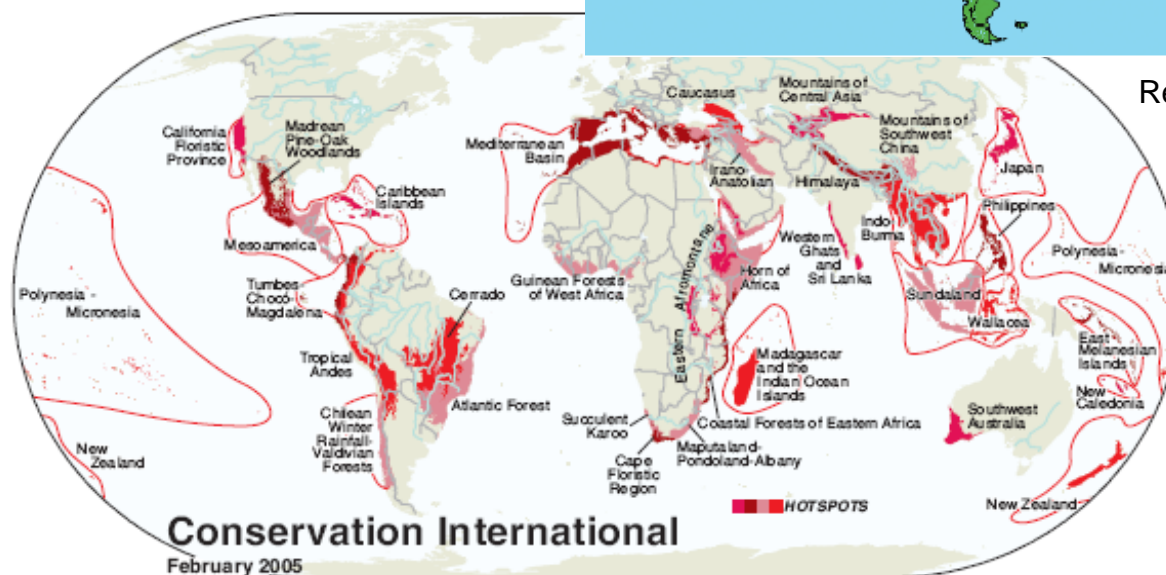 Re
Caucasus
Mountains of
Central Asia
California
Floristic
Province
Madrean
Pine-Oak
Woodlands
Mediterranean
Basin
Mountains of
Southwest
China
Irano-
Anatolian
Himalaya
Japan
Caribbean
Islands
Philippines
Mesoamerica
Indo-
Burma
Western
Ghats
and
Sri Lanka
Polynesia -
Micronesia
Guinean Forests
of West Africa
Eastern Afromontane
Horn of
Africa
Tumbes-
Choco-
Magdalena
Cerrado
Polynesia -
Micronesia
Sundaland
Wallacea
East
Melanesian
Islands
Tropical
Andes
Madagascar
and the
Indian Ocean
Islands
New
Caledonia
Atlantic Forest
Chilean
Winter
Rainfall-
Valdivian
Forests
Succulent
Karoo
Coastal Forests of Eastern Africa
Southwest
Australia
Maputaland-
Pondoland-Albany
New
Zealand
Cape
Floristic
Region
HOTSPOTS
New Zealand
Conservation International
February 2005